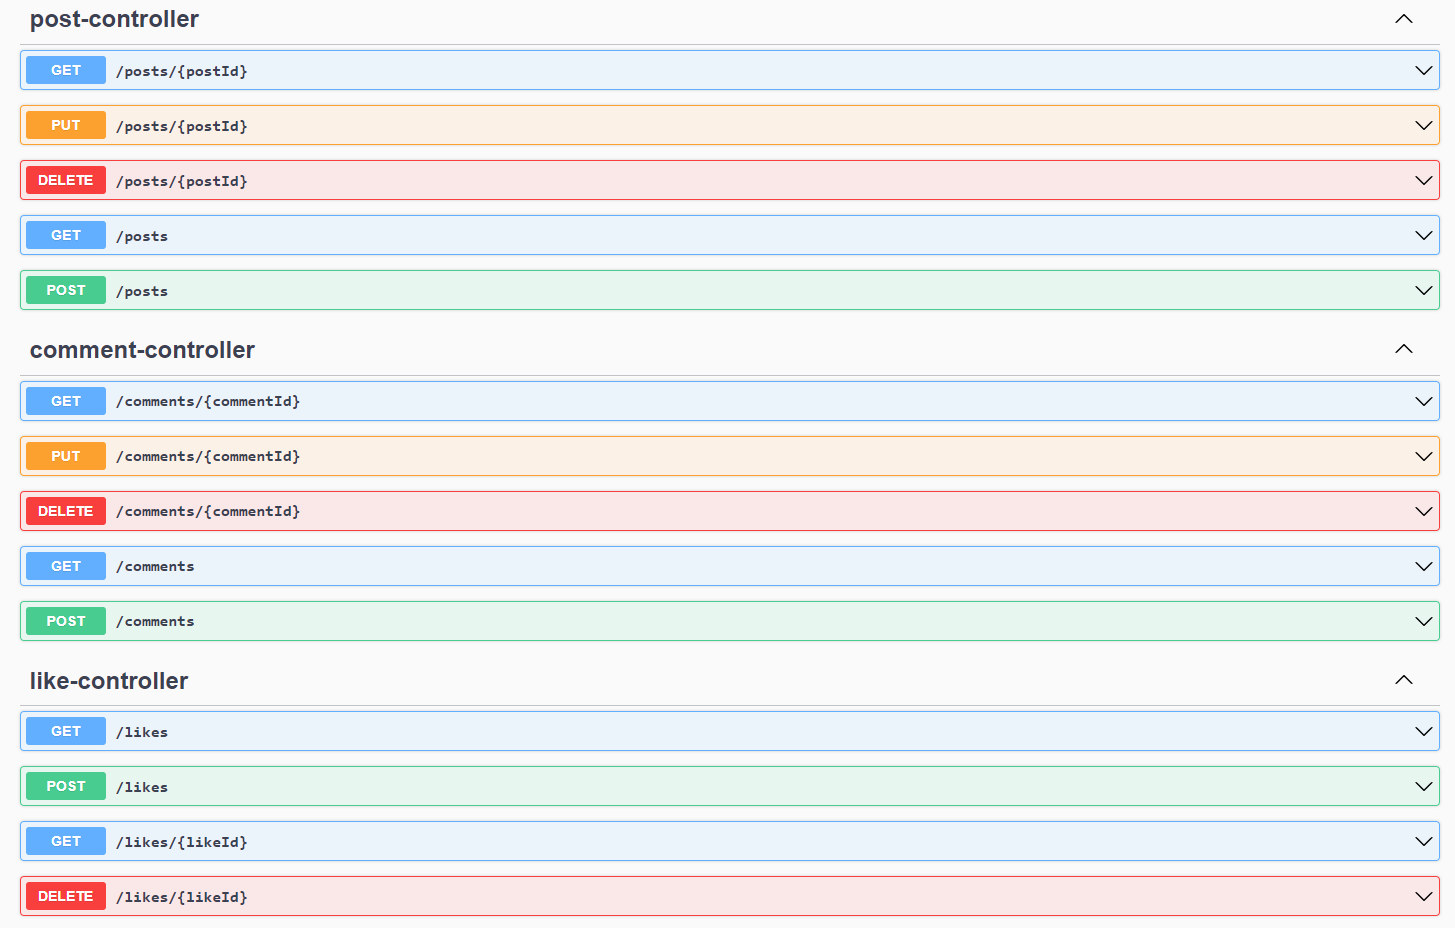 post-controller
GET /posts/{postId}
PUT /posts/{postId}
DELETE /posts/{postId}
GET /posts
POST /posts
comment-controller
GET /comments/{commentId}
PUT /comments/{commentId}
DELETE /comments/{commentId}
GET /comments
POST /comments
like-controller
GET /likes
POST /likes
GET /likes/{likeId}
DELETE /likes/{likeId}